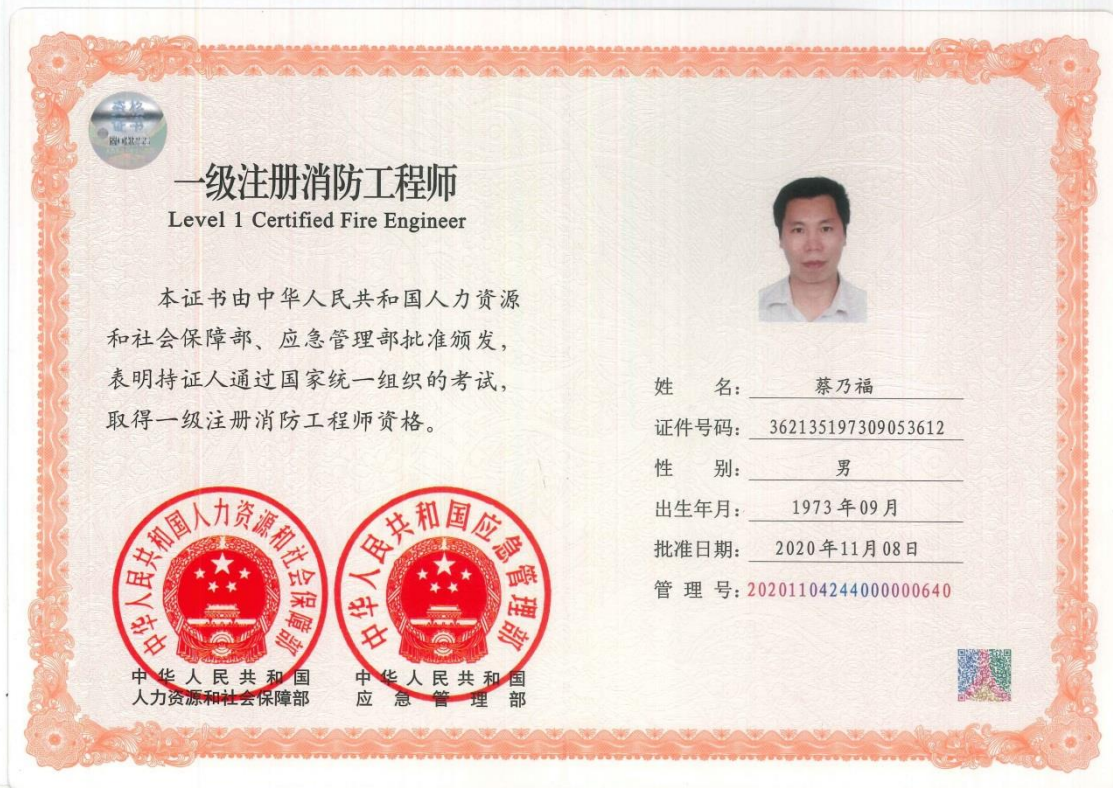 一级注册消防工程师
Level 1 Certified Fire Engineer
本证书由中华人民共和国人力资源
和社会保障部、应急管理部批准颁发,
表明持证人通过国家统一组织的考试,
取得一级注册消防工程师资格。
中华人民共和国人力资源和社会保障部
中华人民共和国应急管理部
中华人民共和国
人力资源和社会保障部
中华人民共和国
应急管理部
姓名: 蔡乃福
证件号码: 362135197309053612
性别: 男
出生年月: 1973年09月
批准日期: 2020年11月08日
管理号: 20201104244000000640